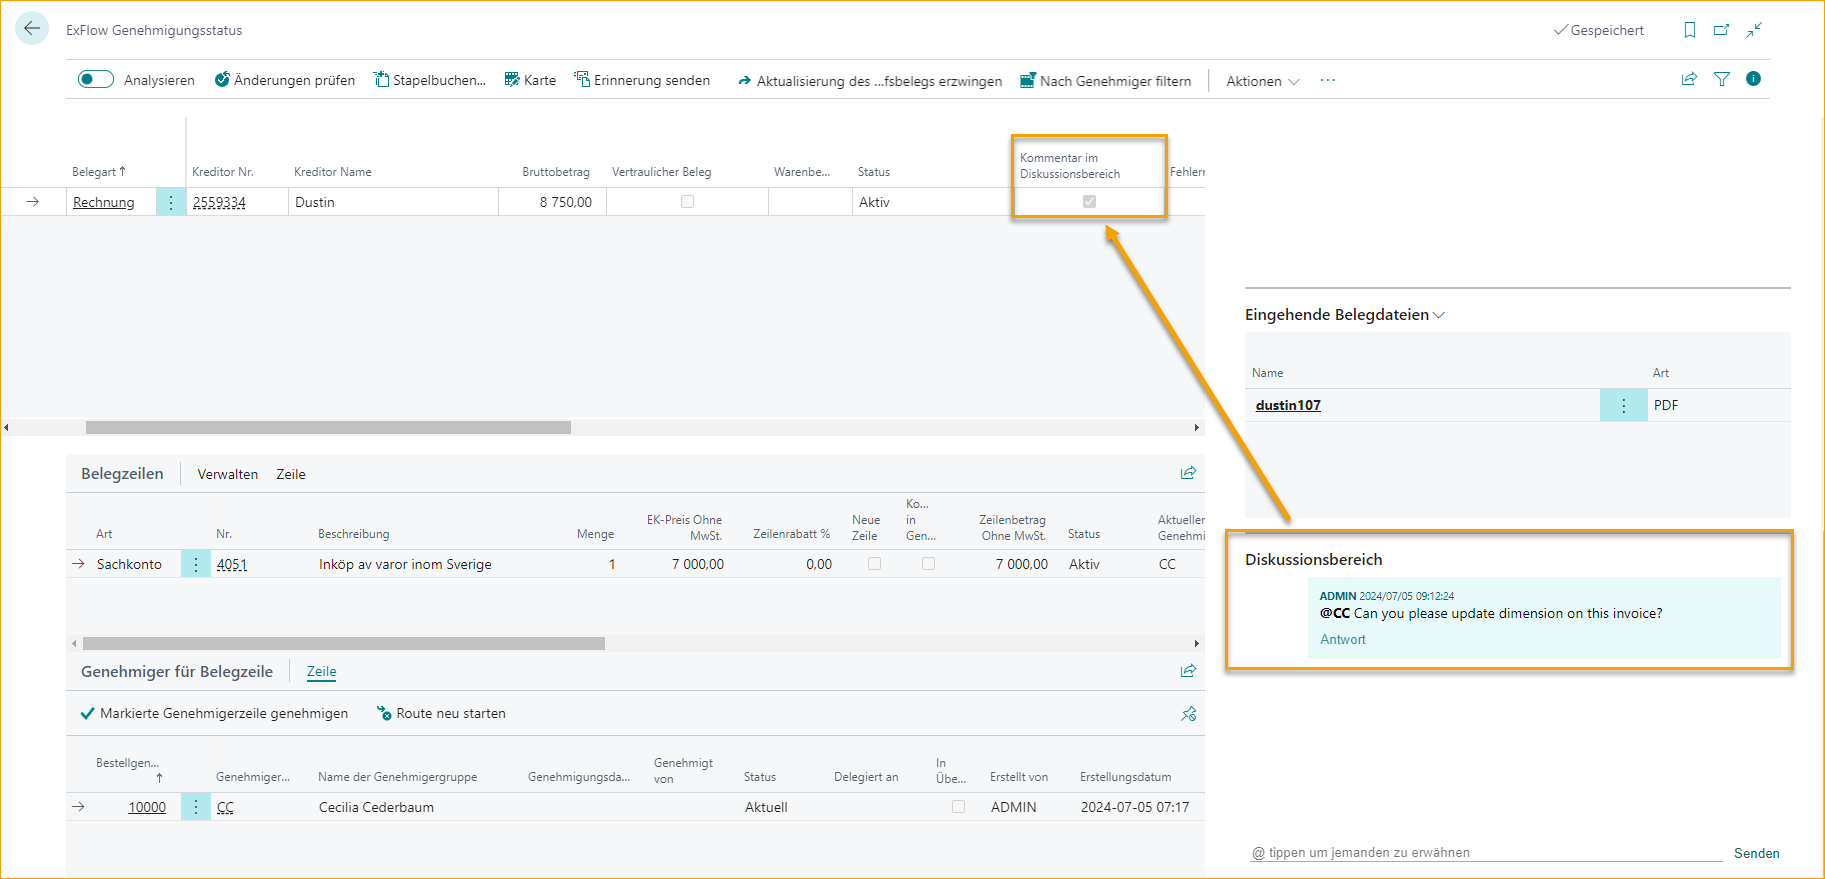 ExFlow Genehmigungsstatus
Gespeichert
Analysieren
Änderungen prüfen
Stapelbuchen...
Karte
Erinnerung senden
Aktualisierung des ...fsbelegs erzwingen
Nach Genehmiger filtern
Aktionen
Belegart
Kreditor Nr.
Kreditor Name
Bruttobetrag
Vertraulicher Beleg
Warenbe...
Status
Kommentar im
Diskussionsbereich
Fehlerr
Rechnung
2559334
Dustin
8 750,00
Aktiv
Eingehende Belegdateien
Name
Art
dustin107
PDF
Belegzeilen
Verwalten
Zeile
Art
Nr.
Beschreibung
Menge
EK-Preis Ohne
MwSt.
Zeilenrabatt %
Neue
Zeile
Ko...
in
Gen...
Zeilenbetrag
Ohne MwSt.
Status
Aktueller
Genehmi
Sachkonto
4051
Inköp av varor inom Sverige
1
7 000,00
0,00
7 000,00
Aktiv
CC
Diskussionsbereich
ADMIN 2024/07/05 09:12:24
@CC Can you please update dimension on this invoice?
Antwort
Genehmiger für Belegzeile
Zeile
Markierte Genehmigerzeile genehmigen
Route neu starten
Bestellgen...
Genehmiger...
Name der Genehmigergruppe
Genehmigungsda...
Genehmigt
von
Status
Delegiert an
In
Übe...
Erstellt von
Erstellungsdatum
10000
CC
Cecilia Cederbaum
Aktuell
ADMIN
2024-07-05 07:17
@ tippen um jemanden zu erwähnen
Senden